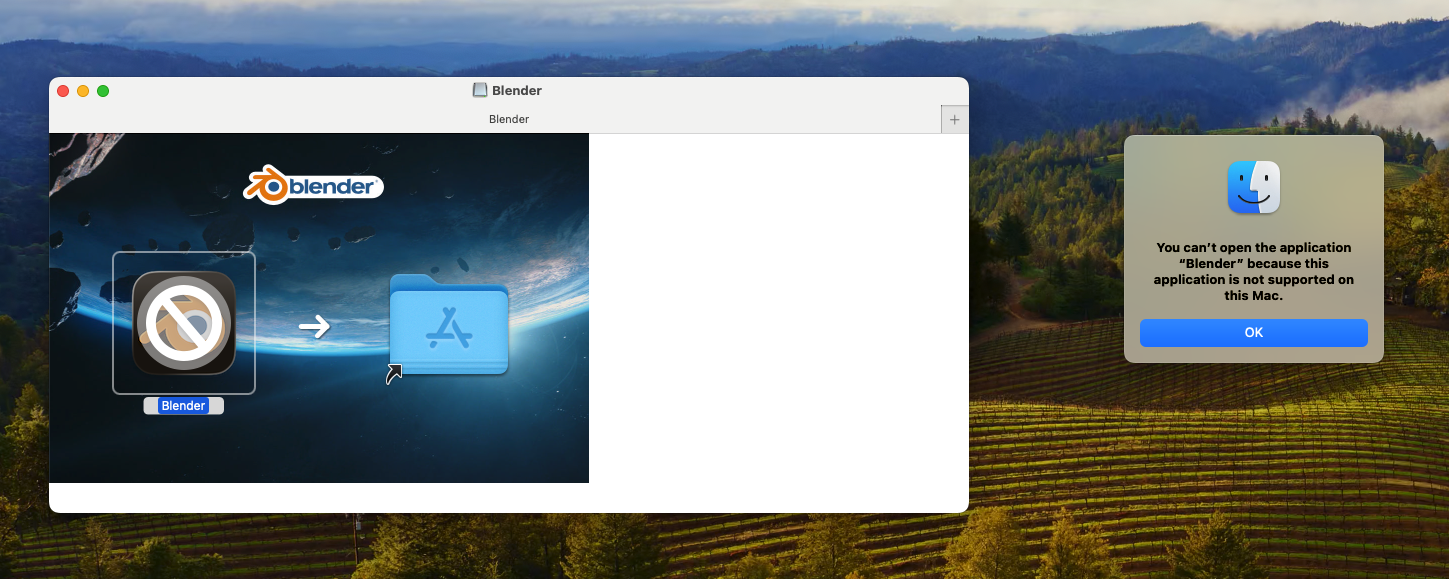 Blender
Blender
blender
Blender
You can’t open the application
“Blender” because this
application is not supported on
this Mac.
OK